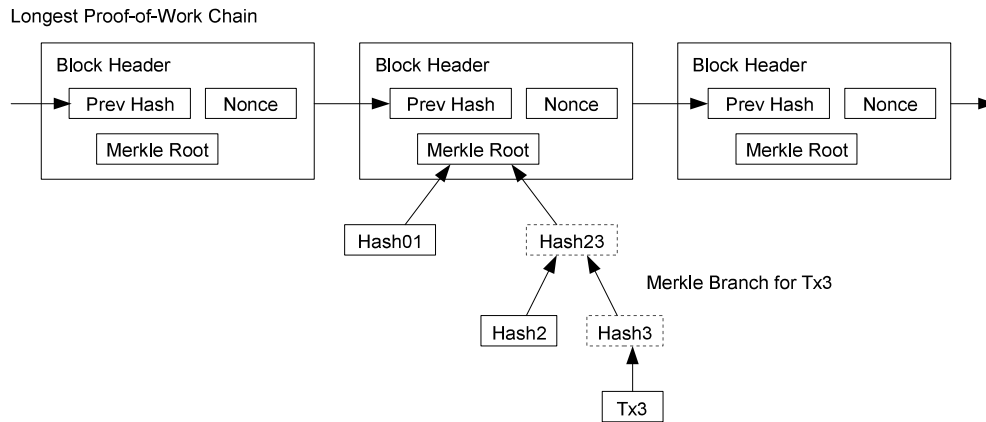 Longest Proof-of-Work Chain
Block Header
Prev Hash
Nonce
Merkle Root
Block Header
Prev Hash
Nonce
Merkle Root
Block Header
Prev Hash
Nonce
Merkle Root
Hash01
Hash23
Merkle Branch for Tx3
Hash2
Hash3
Tx3